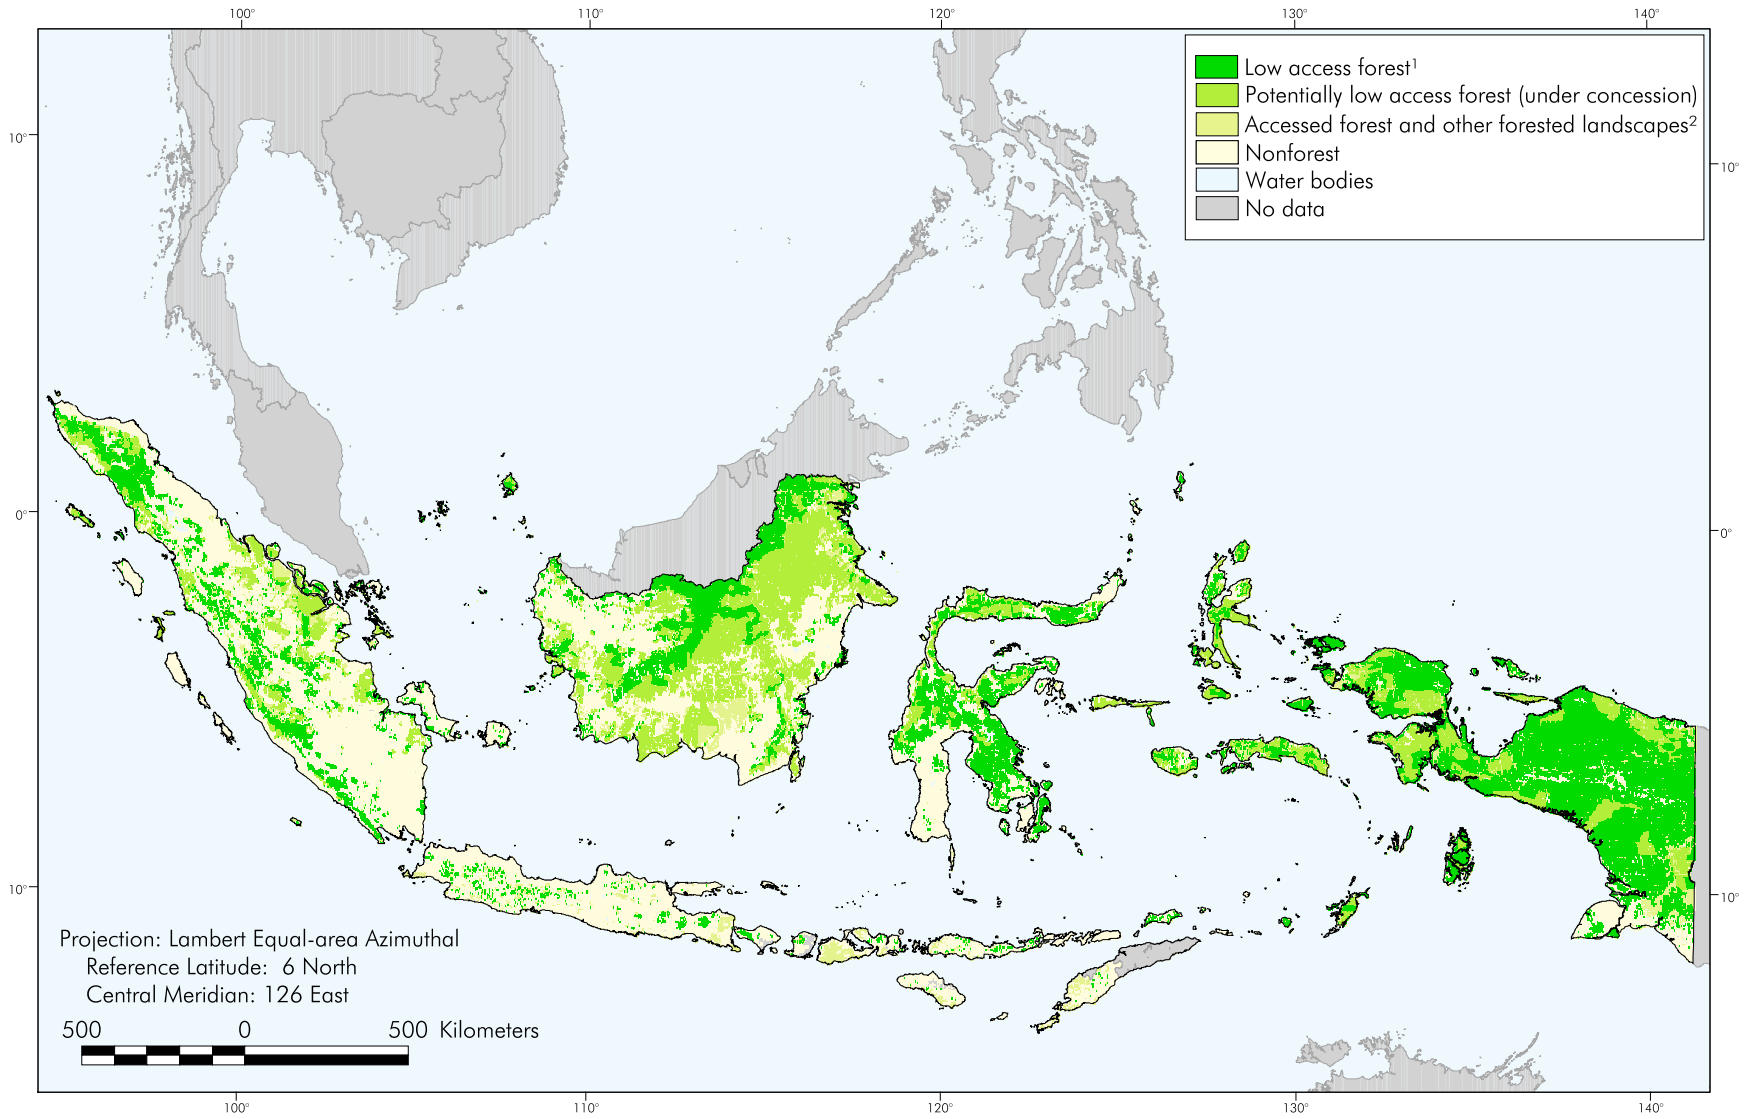 100° 110° 120° 130° 140°
Low access forest¹
Potentially low access forest (under concession)
Accessed forest and other forested landscapes²
Nonforest
Water bodies
No data
10° 10°
0° 0°
10° 10°
Projection: Lambert Equal-area Azimuthal
Reference Latitude: 6 North
Central Meridian: 126 East
500 0 500 Kilometers
100° 110° 120° 130° 140°